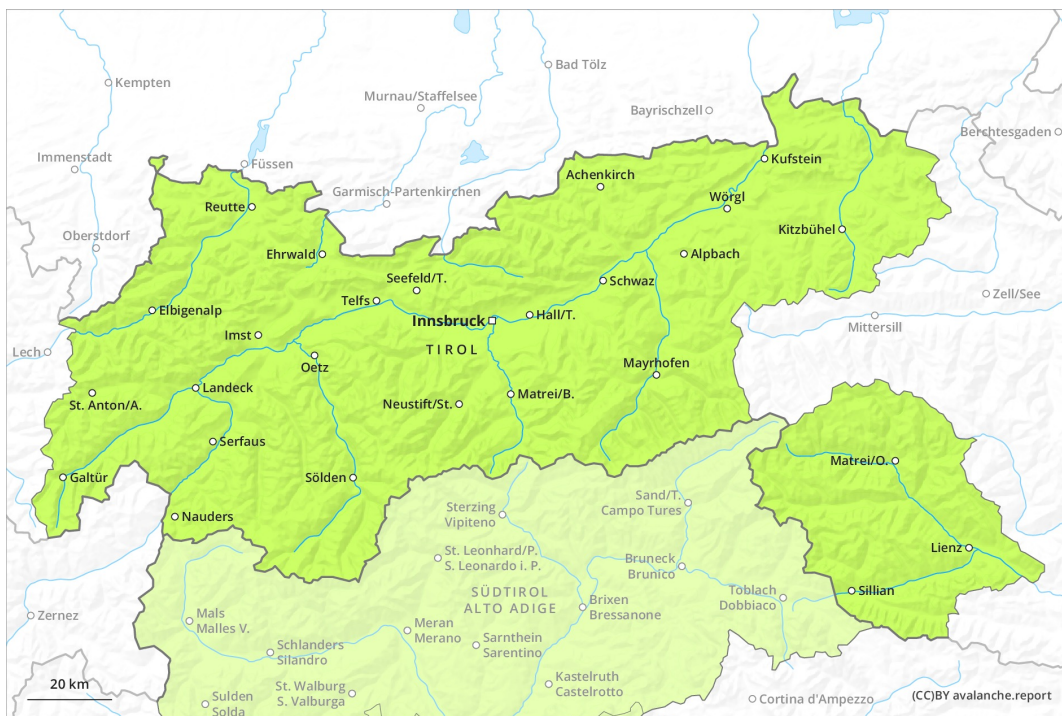 Kempten
Bad Tölz
Murnau/Staffelsee
Bayrischzell
Berchtesgaden
Immenstadt
Füssen
Kufstein
Achenkirch
Garmisch-Partenkirchen
Wörgl
Reutte
Oberstdorf
Kitzbühel
Ehrwald
Alpbach
Seefeld/T.
Schwaz
Telfs
Zell/See
Elbigenalp
Hall/T.
Innsbruck
Mittersill
Imst
TIROL
Lech
Oetz
Mayrhofen
Landeck
Matrei/B.
St. Anton/A.
Neustift/St.
Serfaus
Matrei/O.
Galtür
Sölden
Sand/T.
Campo Tures
Sterzing
Vipiteno
Nauders
Lienz
St. Leonhard/P.
S. Leonardo i. P.
Bruneck
Brunico
SÜDTIROL
ALTO ADIGE
Toblach
Dobbiaco
Sillian
Brixen
Bressanone
Zernez
Mals
Malles V.
Meran
Merano
Sarnthein
Sarentino
Schlanders
Silandro
Kastelruth
Castelrotto
20 km
St. Walburg
S. Valburga
Sulden
Solda
Cortina d'Ampezzo
(CC)BY avalanche.report